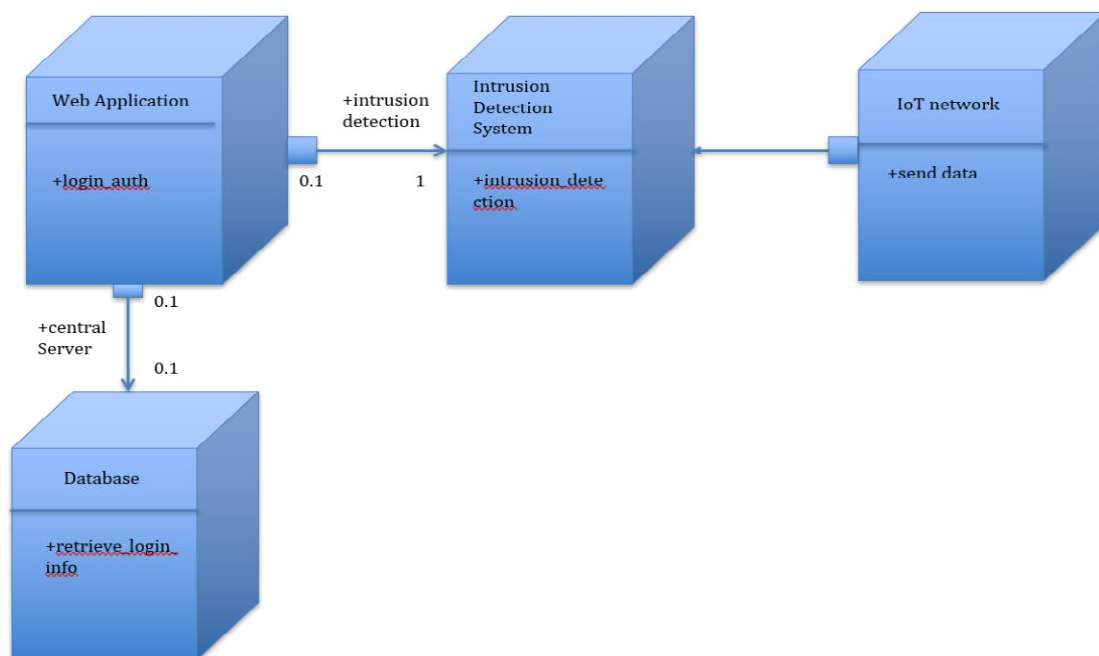 Web Application
+login_auth
+intrusion
detection
0.1
1
Intrusion
Detection
System
+intrusion_dete
ction
IoT network
+send data
0.1
+central
Server
0.1
Database
+retrieve_login_
info